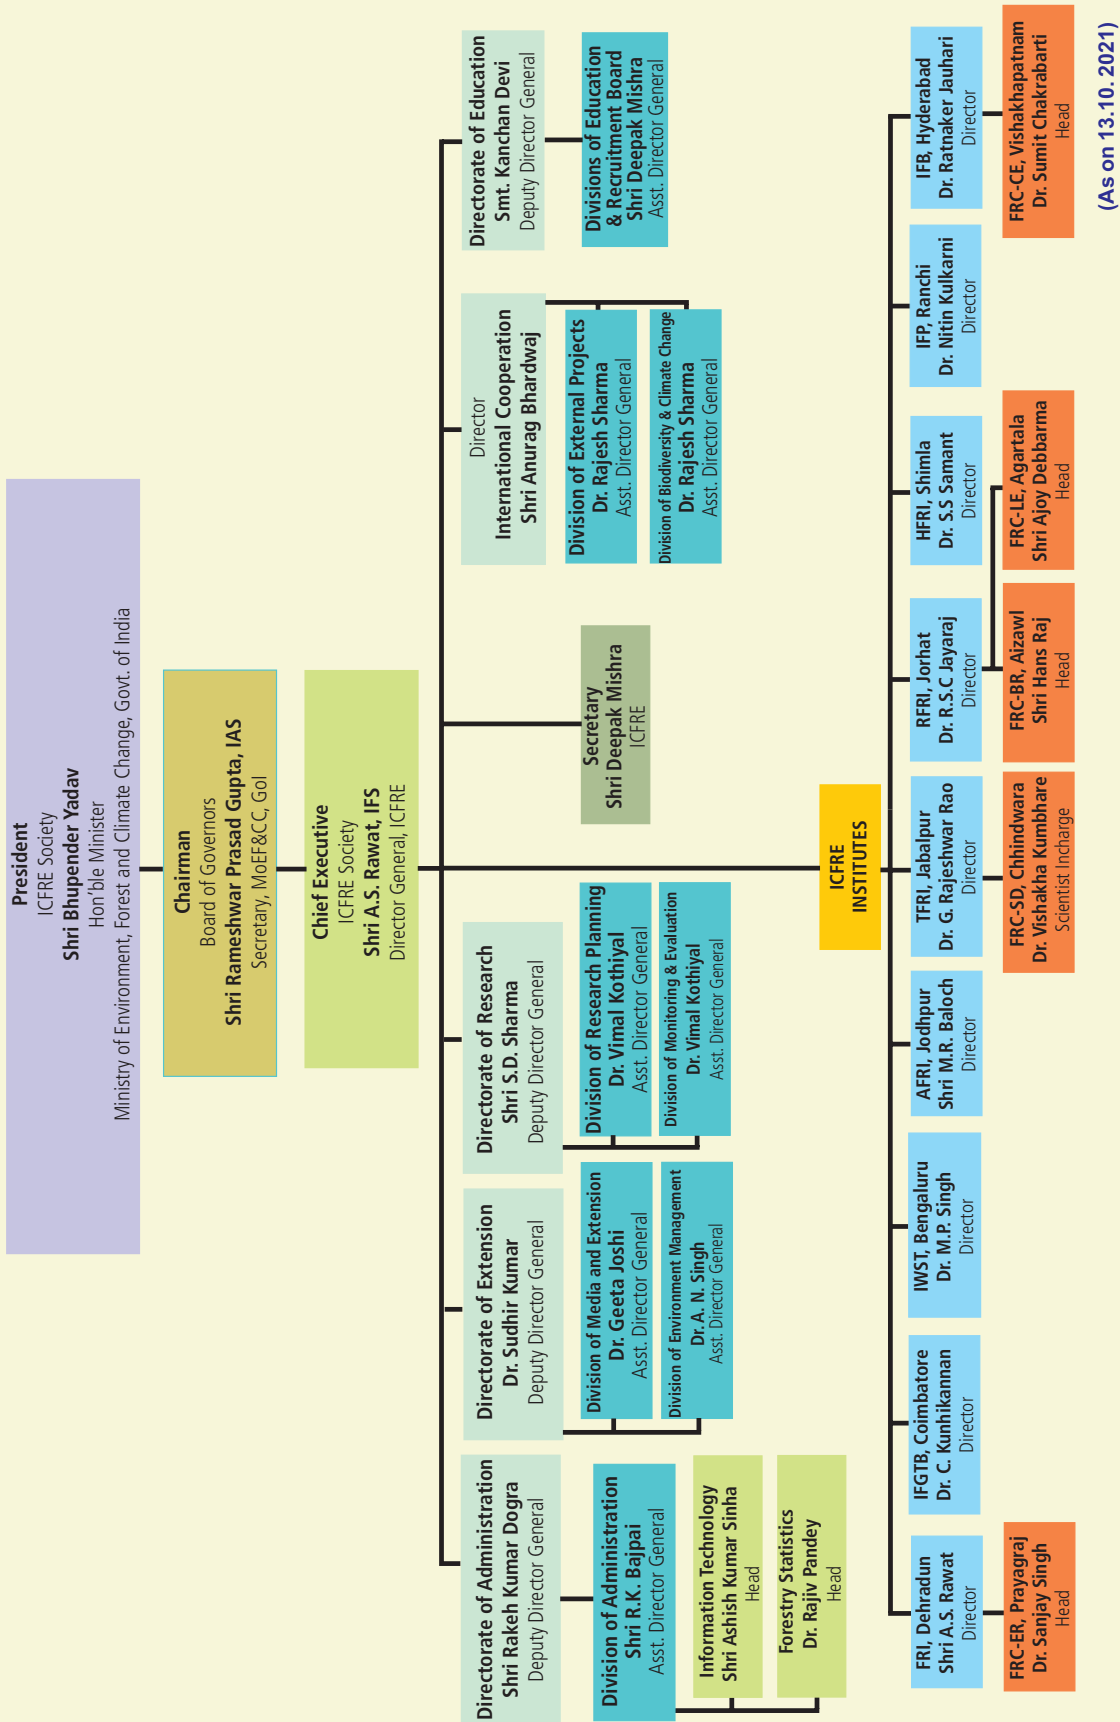 President
ICFRE Society
Shri Bhupender Yadav
Hon'ble Minister
Ministry of Environment, Forest and Climate Change, Govt. of India
Chairman
Board of Governors
Shri Rameshwar Prasad Gupta, IAS
Secretary, MoEF&CC, GoI
Chief Executive
ICFRE Society
Shri A.S. Rawat, IFS
Director General, ICFRE
Directorate of Administration
Shri Rakeh Kumar Dogra
Deputy Director General
Division of Administration
Shri R.K. Bajpai
Asst. Director General
Information Technology
Shri Ashish Kumar Sinha
Head
Forestry Statistics
Dr. Rajiv Pandey
Head
Directorate of Extension
Dr. Sudhir Kumar
Deputy Director General
Division of Media and Extension
Dr. Geeta Joshi
Asst. Director General
Division of Environment Management
Dr. A. N. Singh
Asst. Director General
Directorate of Research
Shri S.D. Sharma
Deputy Director General
Division of Research Planning
Dr. Vimal Kothiyal
Asst. Director General
Division of Monitoring & Evaluation
Dr. Vimal Kothiyal
Asst. Director General
Secretary
Shri Deepak Mishra
ICFRE
Director
International Cooperation
Shri Anurag Bhardwaj
Division of External Projects
Dr. Rajesh Sharma
Asst. Director General
Division of Biodiversity & Climate Change
Dr. Rajesh Sharma
Asst. Director General
Directorate of Education
Smt. Kanchan Devi
Deputy Director General
Divisions of Education
& Recruitment Board
Shri Deepak Mishra
Asst. Director General
ICFRE
INSTITUTES
FRI, Dehradun
Shri A.S. Rawat
Director
FRC-ER, Prayagraj
Dr. Sanjay Singh
Head
IFGTB, Coimbatore
Dr. C. Kunhikannan
Director
IWST, Bengaluru
Dr. M.P. Singh
Director
AFRI, Jodhpur
Shri M.R. Baloch
Director
TFRI, Jabalpur
Dr. G. Rajeshwar Rao
Director
FRC-SD, Chhindwara
Dr. Vishakha Kumbhare
Scientist Incharge
RFRI, Jorhat
Dr. R.S.C Jayaraj
Director
FRC-BR, Aizawl
Shri Hans Raj
Head
FRC-LE, Agartala
Shri Ajoy Debbarma
Head
HFRI, Shimla
Dr. S.S Samant
Director
IFP, Ranchi
Dr. Nitin Kulkarni
Director
IFB, Hyderabad
Dr. Ratnaker Jauhari
Director
FRC-CE, Vishakhapatnam
Dr. Sumit Chakrabarti
Head
(As on 13.10. 2021)